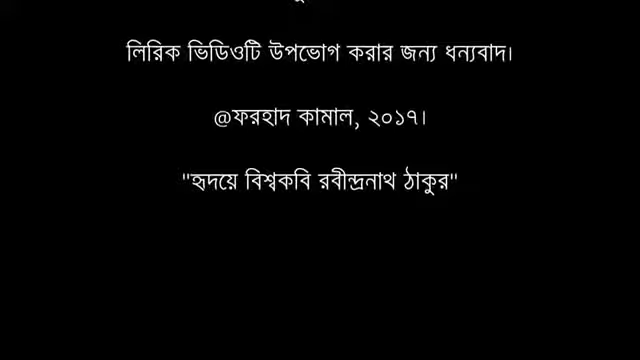 লিরিক ভিডিওটি উপভোগ করার জন্য ধন্যবাদ।
@ফরহাদ কামাল, ২০১৭।
"হৃদয়ে বিশ্বকবি রবীন্দ্রনাথ ঠাকুর"